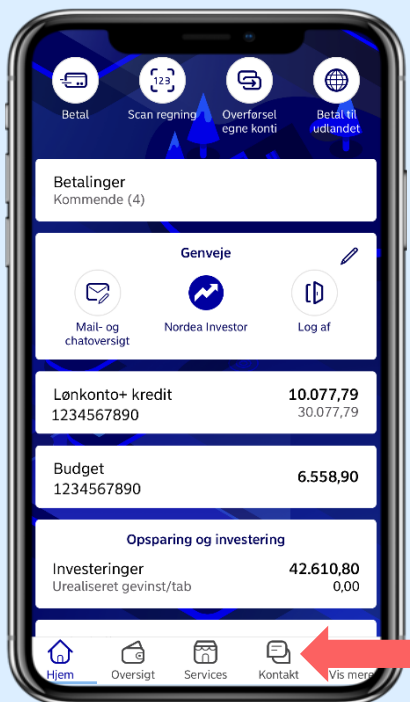 Betal
Scan regning
Overførsel
egne konti
Betal til
udlandet
123
Betalinger
Kommende (4)
Genveje
Mail- og
chatoversigt
Nordea Investor
Log af
Lønkonto+ kredit
10.077,79
1234567890
30.077,79
Budget
1234567890
6.558,90
Opsparing og investering
Investeringer
42.610,80
Urealiseret gevinst/tab
0,00
Hjem
Oversigt
Services
Kontakt
Vis mere